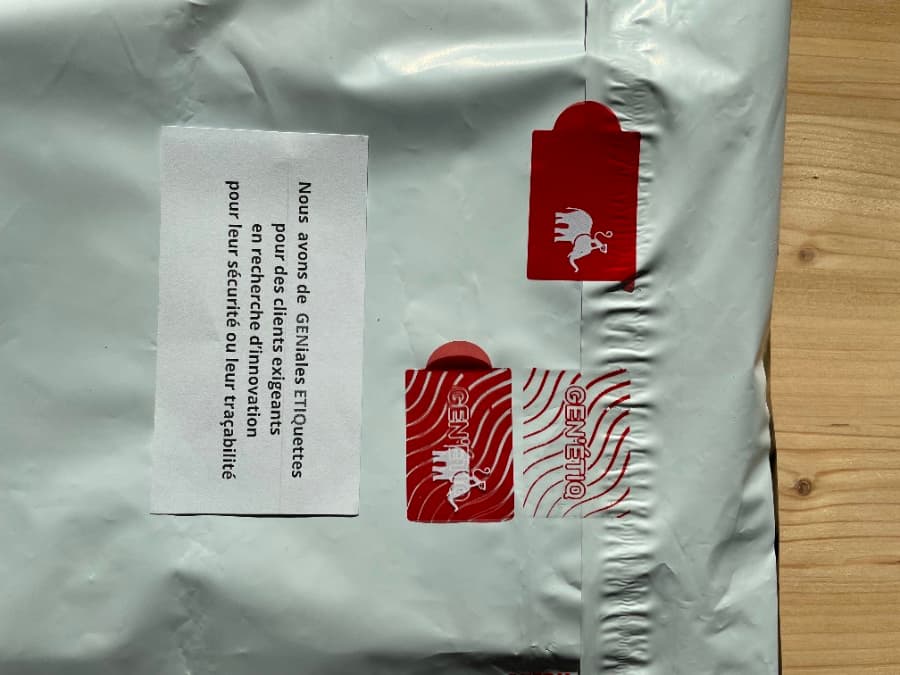 Nous avons de GENiales ETIQuettes
pour des clients exigeants
en recherche d'innovation
pour leur sécurité ou leur traçabilité
GEN'ÉTIQ
GEN'ÉTIQ